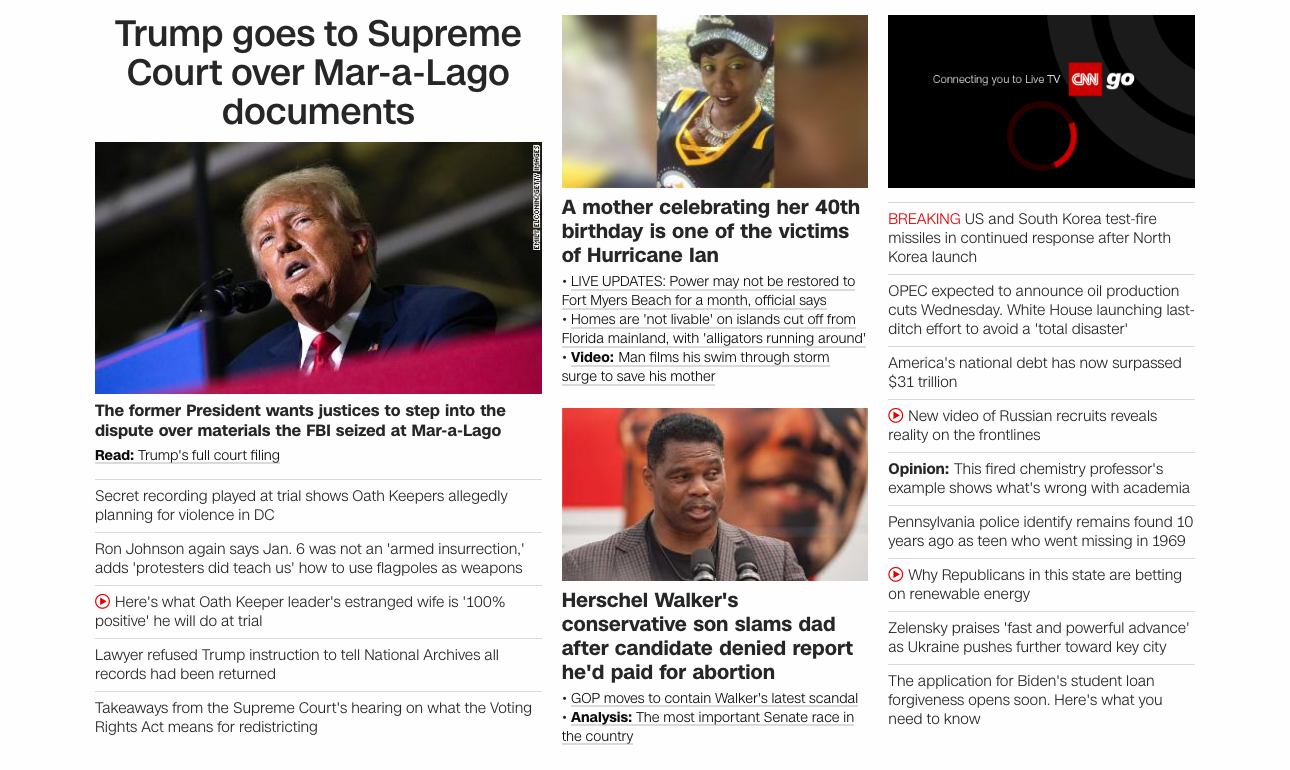 Trump goes to Supreme
Court over Mar-a-Lago
documents
EMILY ELCONIN/GETTY IMAGES
The former President wants justices to step into the
dispute over materials the FBI seized at Mar-a-Lago
Read: Trump's full court filing
Secret recording played at trial shows Oath Keepers allegedly
planning for violence in DC
Ron Johnson again says Jan. 6 was not an 'armed insurrection,'
adds 'protesters did teach us' how to use flagpoles as weapons
Here's what Oath Keeper leader's estranged wife is '100%
positive' he will do at trial
Lawyer refused Trump instruction to tell National Archives all
records had been returned
Takeaways from the Supreme Court's hearing on what the Voting
Rights Act means for redistricting
A mother celebrating her 40th
birthday is one of the victims
of Hurricane Ian
• LIVE UPDATES: Power may not be restored to
Fort Myers Beach for a month, official says
• Homes are 'not livable' on islands cut off from
Florida mainland, with 'alligators running around'
• Video: Man films his swim through storm
surge to save his mother
Herschel Walker's
conservative son slams dad
after candidate denied report
he'd paid for abortion
• GOP moves to contain Walker's latest scandal
• Analysis: The most important Senate race in
the country
Connecting you to Live TV CNN go
BREAKING US and South Korea test-fire
missiles in continued response after North
Korea launch
OPEC expected to announce oil production
cuts Wednesday. White House launching last-
ditch effort to avoid a 'total disaster'
America's national debt has now surpassed
$31 trillion
New video of Russian recruits reveals
reality on the frontlines
Opinion: This fired chemistry professor's
example shows what's wrong with academia
Pennsylvania police identify remains found 10
years ago as teen who went missing in 1969
Why Republicans in this state are betting
on renewable energy
Zelensky praises 'fast and powerful advance'
as Ukraine pushes further toward key city
The application for Biden's student loan
forgiveness opens soon. Here's what you
need to know